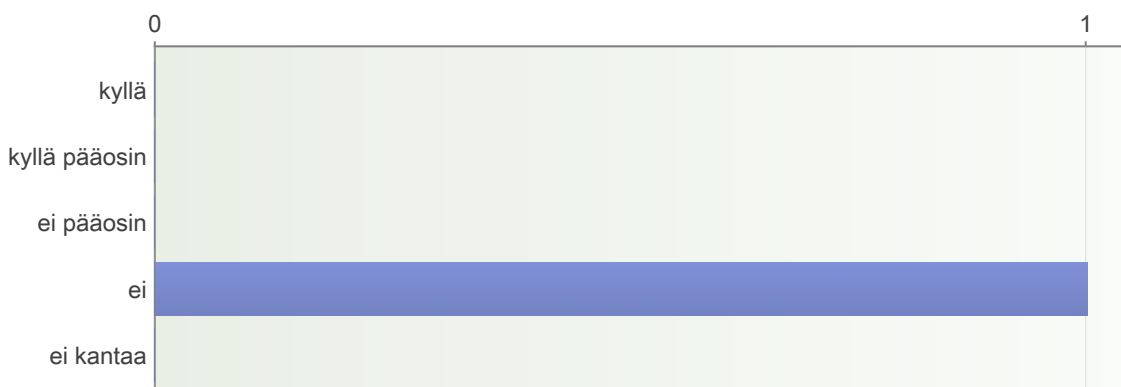 0 1
kyllä
kyllä pääosin
ei pääosin
ei
ei kantaa